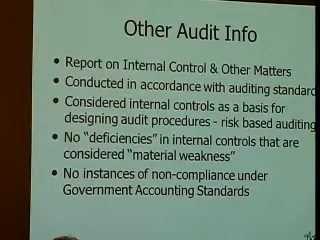 Other Audit Info
• Report on Internal Control & Other Matters
• Conducted in accordance with auditing standard
• Considered internal controls as a basis for
designing audit procedures - risk based auditing
• No "deficiencies" in internal controls that are
considered "material weakness"
• No instances of non-compliance under
Government Accounting Standards